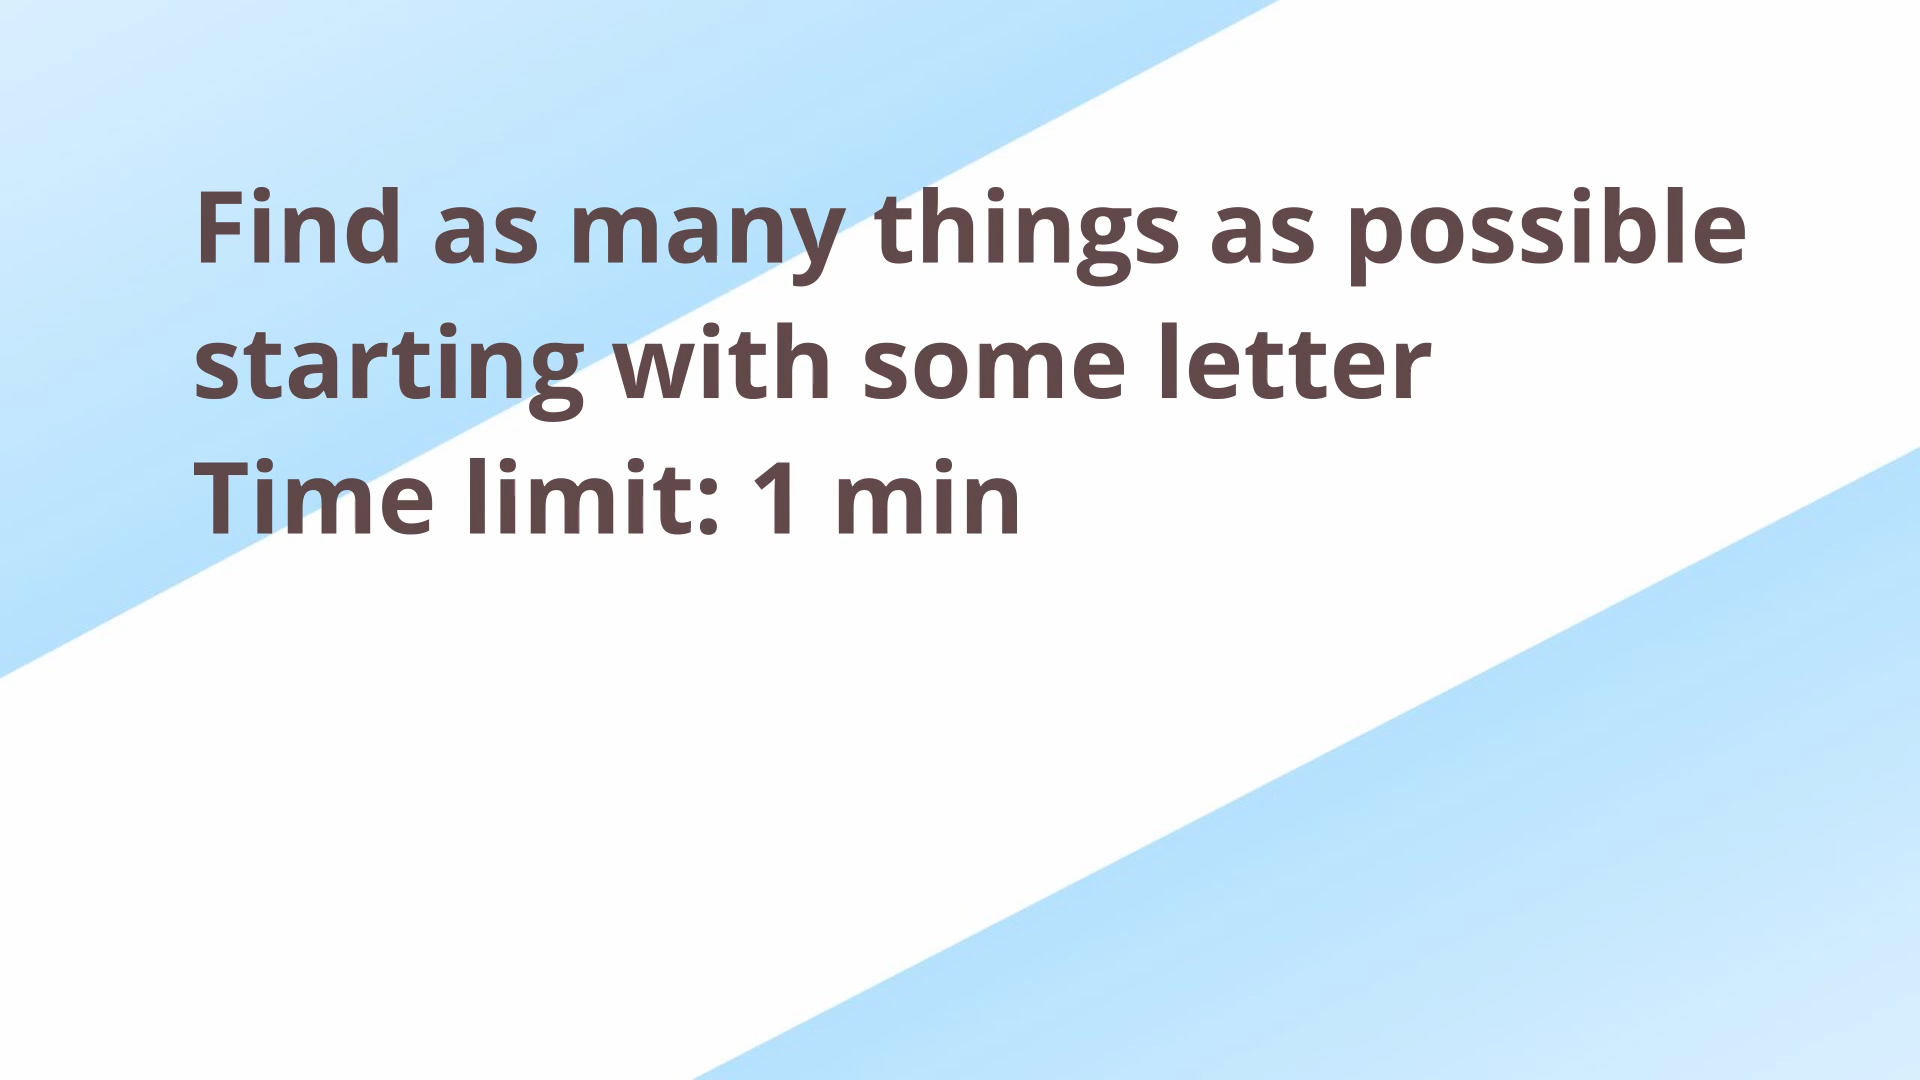 Find as many things as possible
starting with some letter
Time limit: 1 min